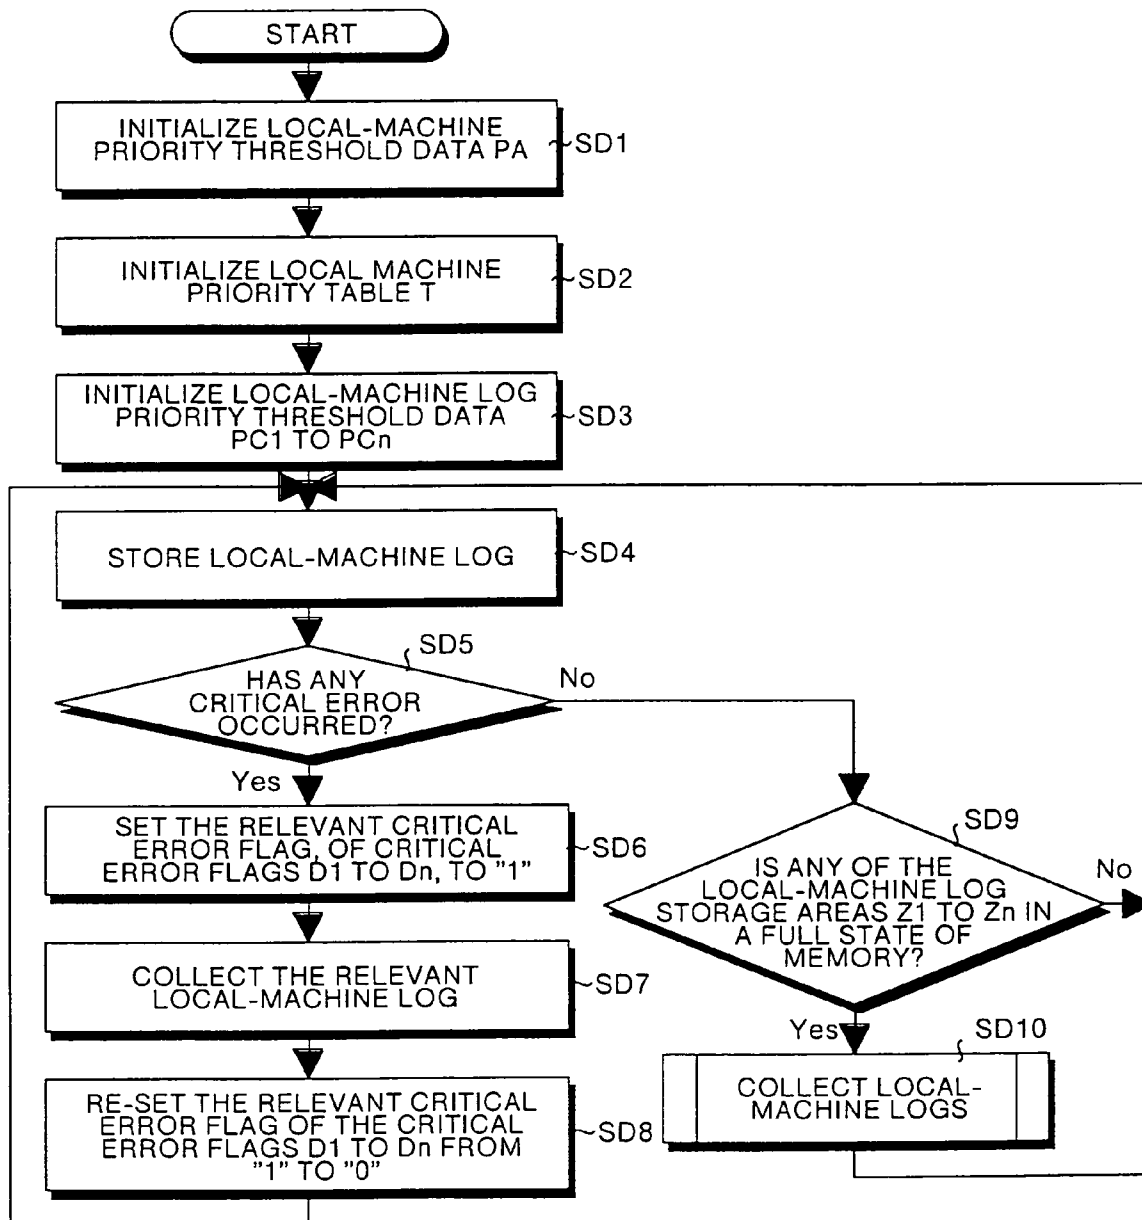 START
INITIALIZE LOCAL-MACHINE
PRIORITY THRESHOLD DATA PA
SD1
INITIALIZE LOCAL MACHINE
PRIORITY TABLE T
SD2
INITIALIZE LOCAL-MACHINE LOG
PRIORITY THRESHOLD DATA
PC1 TO PCn
SD3
STORE LOCAL-MACHINE LOG
SD4
SD5
HAS ANY
CRITICAL ERROR
OCCURRED?
No
Yes
SET THE RELEVANT CRITICAL
ERROR FLAG, OF CRITICAL
ERROR FLAGS D1 TO Dn, TO "1"
SD6
COLLECT THE RELEVANT
LOCAL-MACHINE LOG
SD7
RE-SET THE RELEVANT CRITICAL
ERROR FLAG OF THE CRITICAL
ERROR FLAGS D1 TO Dn FROM
"1" TO "0"
SD8
SD9
IS ANY OF THE
LOCAL-MACHINE LOG
STORAGE AREAS Z1 TO Zn IN
A FULL STATE OF
MEMORY?
No
Yes
SD10
COLLECT LOCAL-
MACHINE LOGS